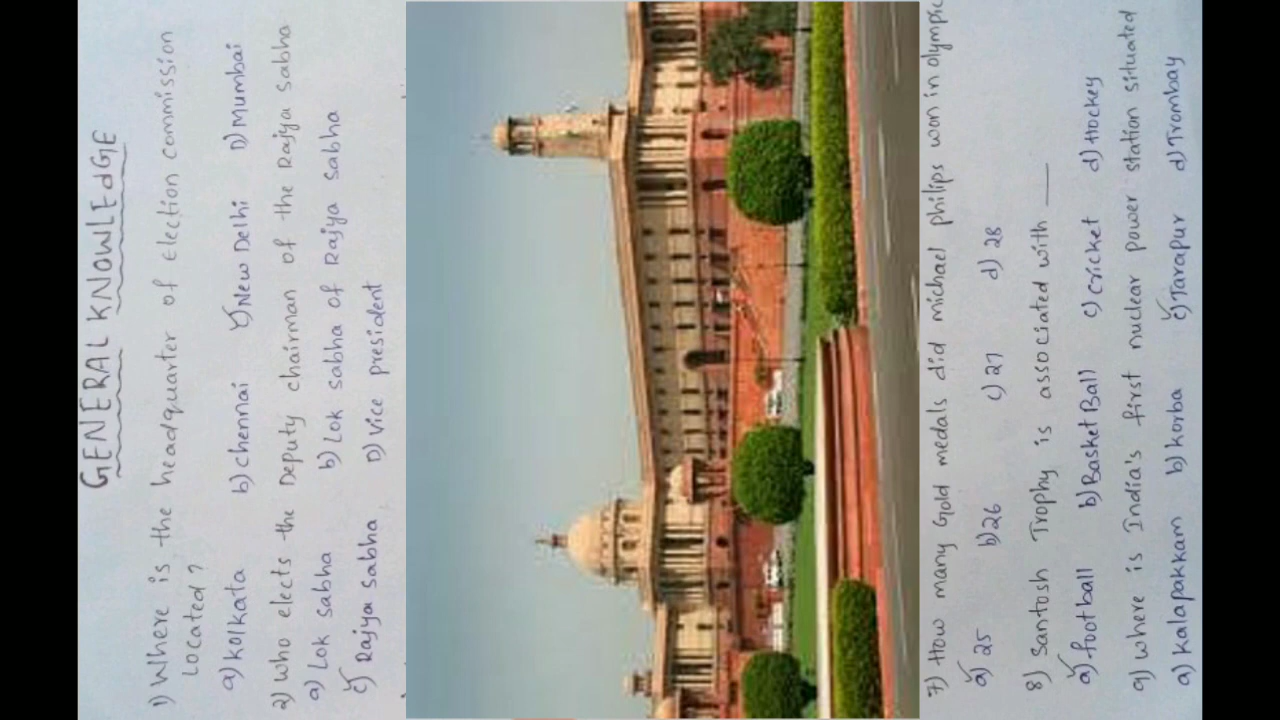 GENERAL KNOWLEdGE
1) Where is the headquarter of Election commission
located?
a) kolkata b) chennai c) New Delhi D) Mumbai
2) Who elects the Deputy chairman of the Rajya sabha
a) Lok sabha b) Lok sabha of Rajya sabha
c) Rajya sabha D) Vice president
7) How many Gold medals did michael philips won in olympic
a) 25 b) 26 c) 27 d) 28
8) Santosh Trophy is associated with ___
a) football b) Basket Ball c) cricket d) Hockey
9) where is India's first nuclear power station situated
a) kalapakkam b) korba c) Tarapur d) Trombay